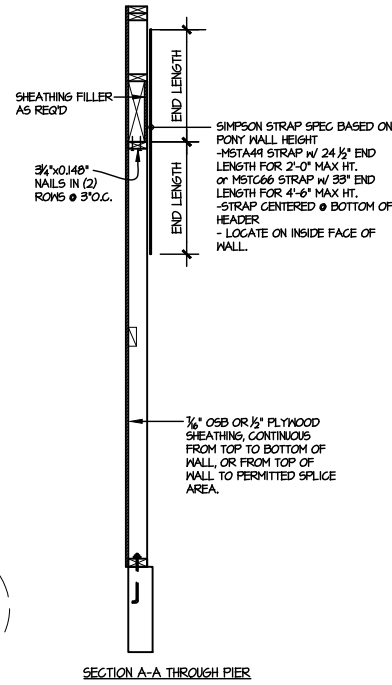 SHEATHING FILLER
AS REQ'D
END LENGTH
END LENGTH
SIMPSON STRAP SPEC BASED ON
PONY WALL HEIGHT
-MSTA49 STRAP W/ 24 1/2" END
LENGTH FOR 2'-0" MAX HT.
or MSTC66 STRAP W/ 33" END
LENGTH FOR 4'-6" MAX HT.
-STRAP CENTERED @ BOTTOM OF
HEADER
- LOCATE ON INSIDE FACE OF
WALL.
3 1/4"x0.148"
NAILS IN (2)
ROWS @ 3"O.C.
7/16" OSB OR 1/2" PLYWOOD
SHEATHING, CONTINUOUS
FROM TOP TO BOTTOM OF
WALL, OR FROM TOP OF
WALL TO PERMITTED SPLICE
AREA.
SECTION A-A THROUGH PIER